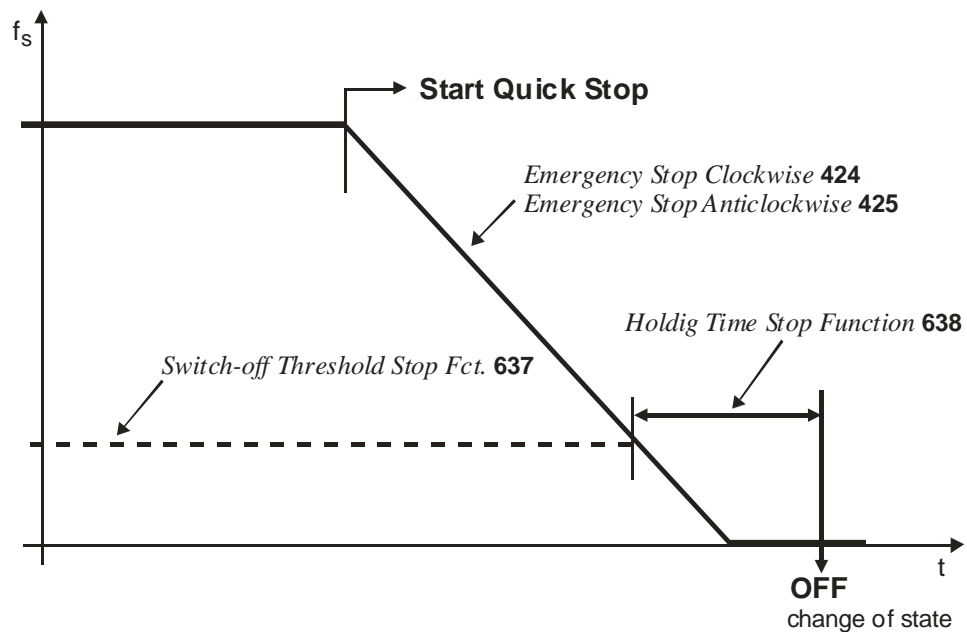 fs
Start Quick Stop
Emergency Stop Clockwise 424
Emergency Stop Anticlockwise 425
Holdig Time Stop Function 638
Switch-off Threshold Stop Fct. 637
t
OFF
change of state